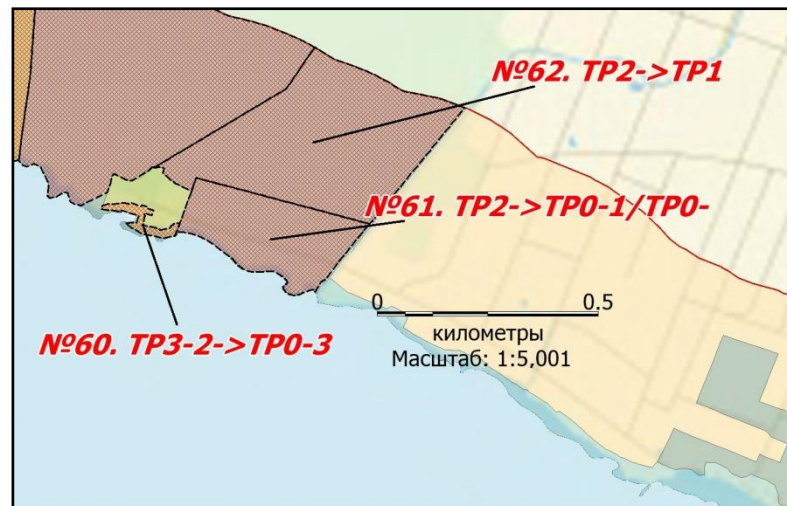 №62. ТР2->ТР1
№61. ТР2->ТР0-1/ТР0-
0 0.5
километры
Масштаб: 1:5,001
№60. ТР3-2->ТР0-3